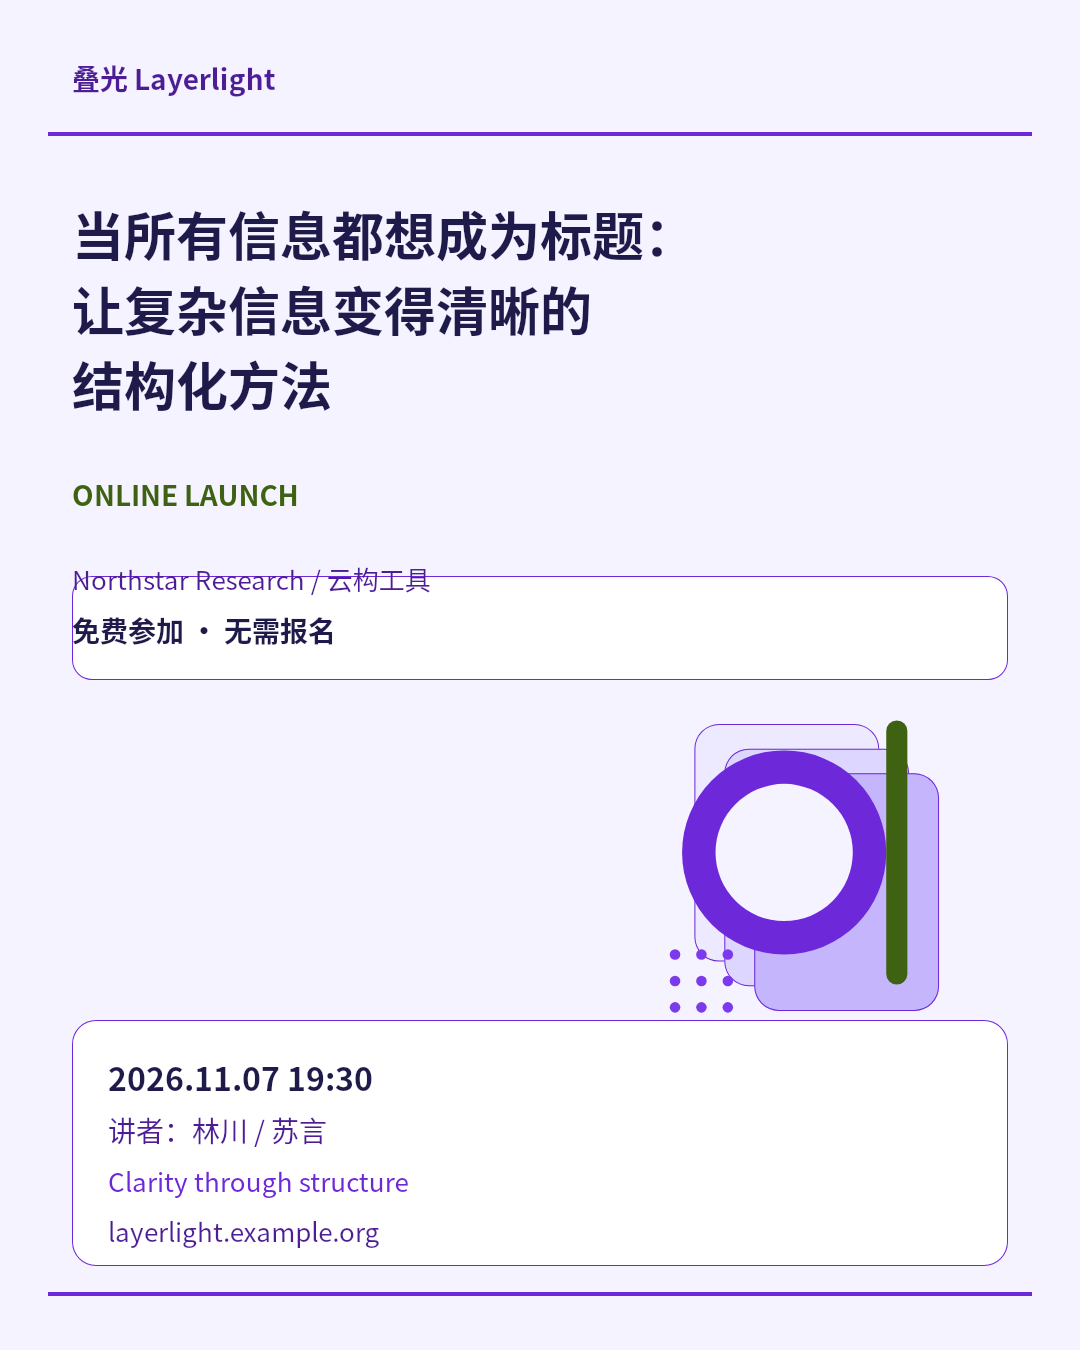 叠光 Layerlight
当所有信息都想成为标题：
让复杂信息变得清晰的
结构化方法
ONLINE LAUNCH
Northstar Research / 云构工具
免费参加 · 无需报名
2026.11.07 19:30
讲者：林川 / 苏言
Clarity through structure
layerlight.example.org